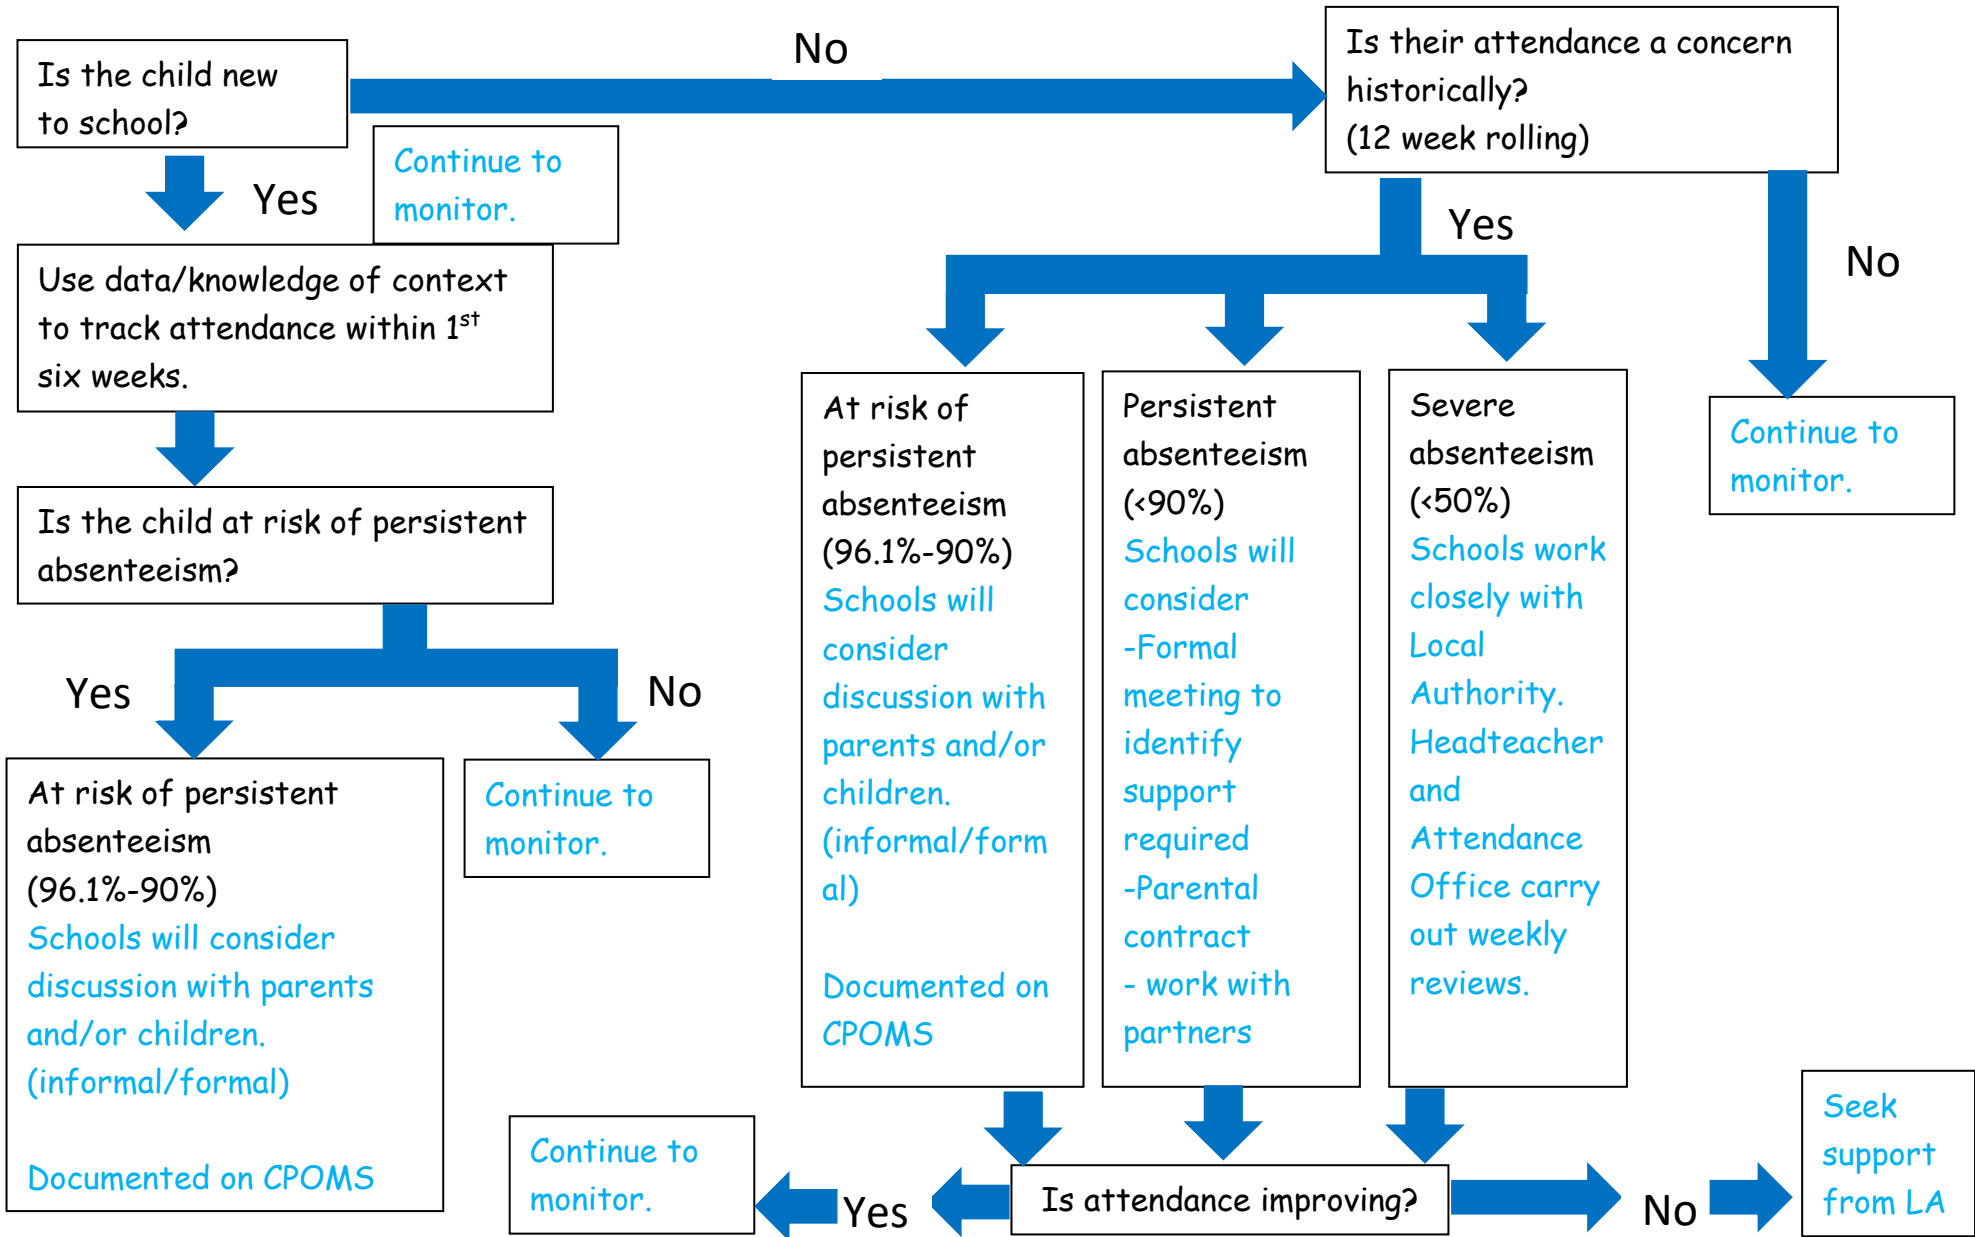 Is the child new
to school?
No
Is their attendance a concern
historically?
(12 week rolling)
Continue to
monitor.
Yes
Use data/knowledge of context
to track attendance within 1st
six weeks.
Is the child at risk of persistent
absenteeism?
Yes
No
At risk of persistent
absenteeism
(96.1%-90%)
Schools will consider
discussion with parents
and/or children.
(informal/formal)
Documented on CPOMS
Continue to
monitor.
Yes
No
At risk of
persistent
absenteeism
(96.1%-90%)
Schools will
consider
discussion with
parents and/or
children.
(informal/form
al)
Documented on
CPOMS
Persistent
absenteeism
(<90%)
Schools will
consider
-Formal
meeting to
identify
support
required
-Parental
contract
- work with
partners
Severe
absenteeism
(<50%)
Schools work
closely with
Local
Authority.
Headteacher
and
Attendance
Office carry
out weekly
reviews.
Continue to
monitor.
Is attendance improving?
Yes
Continue to
monitor.
No
Seek
support
from LA